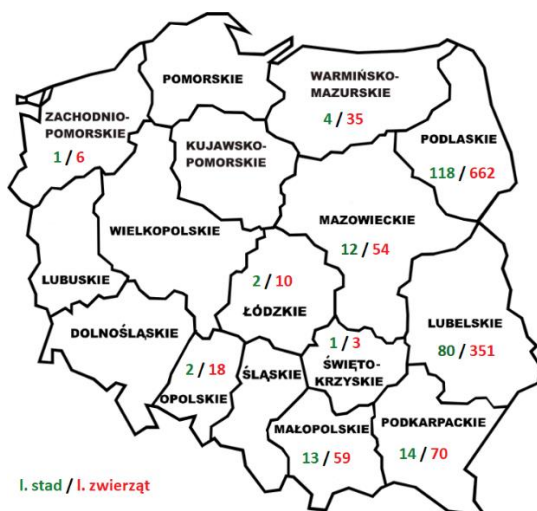 POMORSKIE
WARMIŃSKO-
MAZURSKIE
4 / 35
ZACHODNIO-
POMORSKIE
1 / 6
KUJAWSKO-
POMORSKIE
PODLASKIE
118 / 662
WIELKOPOLSKIE
MAZOWIECKIE
12 / 54
LUBUSKIE
2 / 10
ŁÓDZKIE
DOLNOŚLĄSKIE
LUBELSKIE
80 / 351
2 / 18
OPOLSKIE
ŚLĄSKIE
1 / 3
ŚWIĘTO-
KRZYSKIE
MAŁOPOLSKIE
13 / 59
PODKARPACKIE
14 / 70
l. stad / l. zwierząt